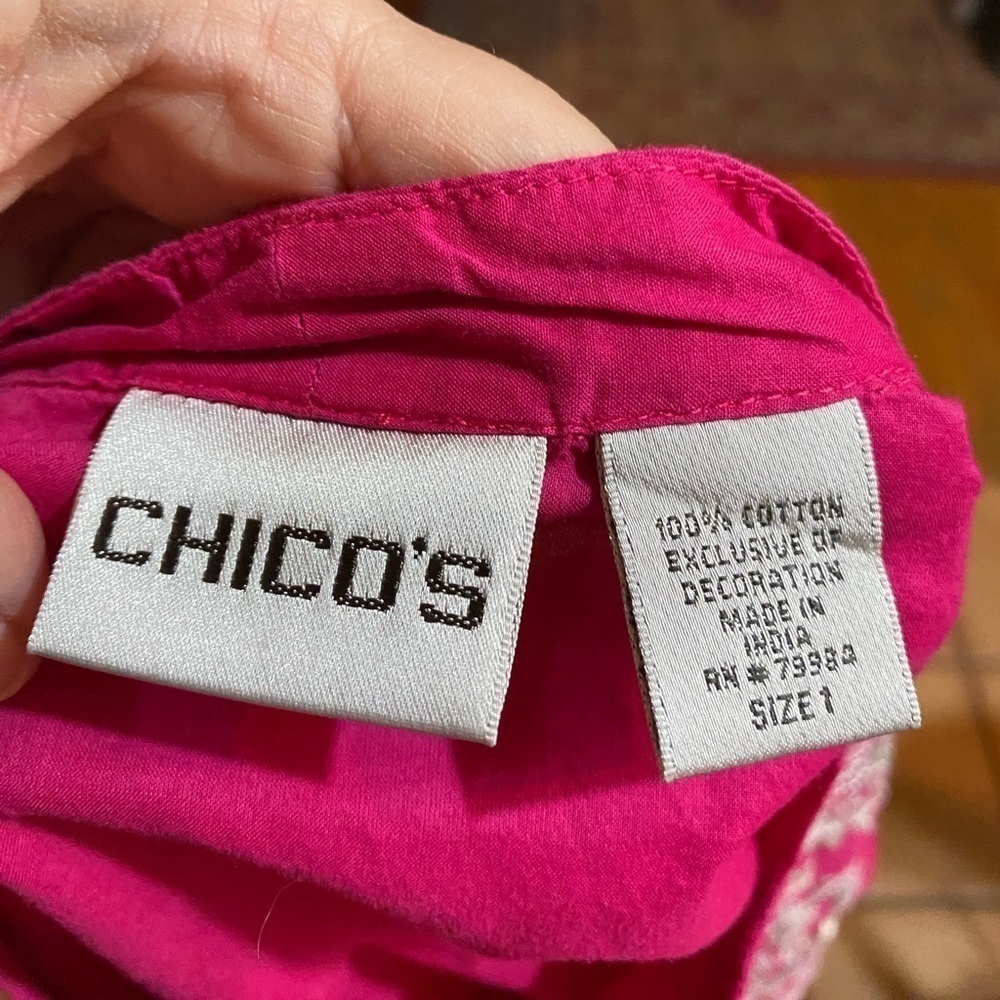 CHICO'S
100% COTTON
EXCLUSIVE OF
DECORATION
MADE IN
INDIA
RN # 79984
SIZE 1